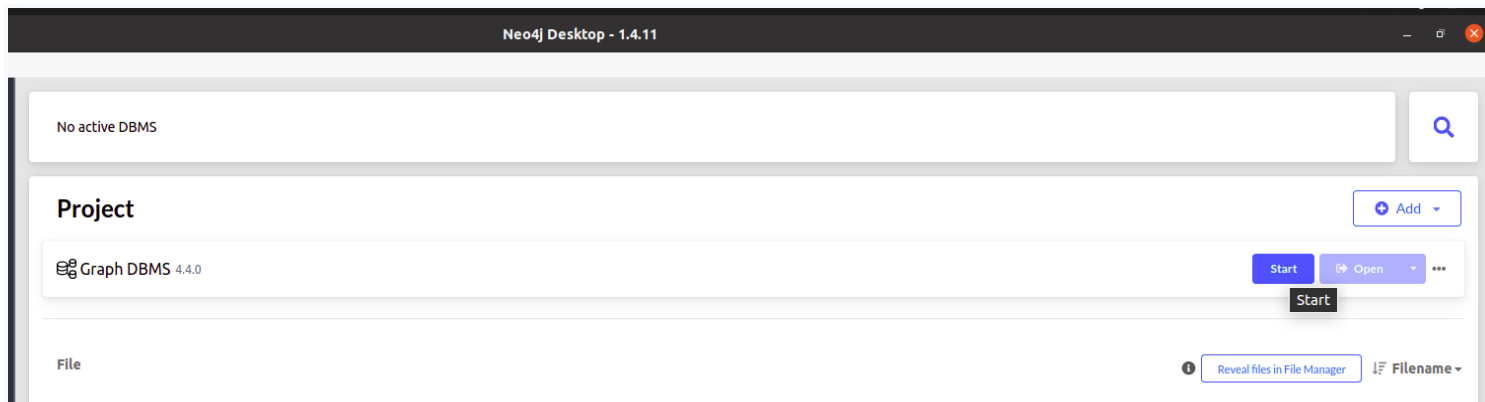 Neo4j Desktop - 1.4.11
No active DBMS
Project
Add
Graph DBMS 4.4.0
Start
Open
Start
File
Reveal files in File Manager
Filename